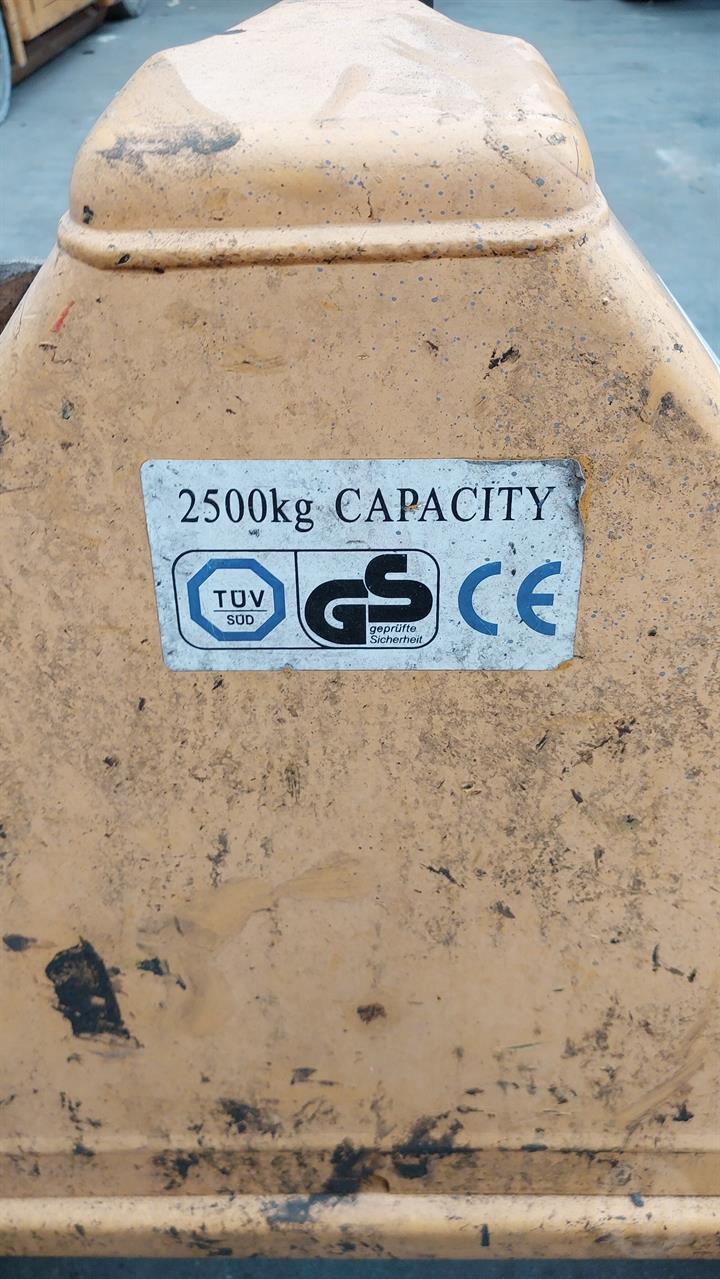 2500kg CAPACITY
TÜV
SÜD
GS
geprüfte
Sicherheit
CE